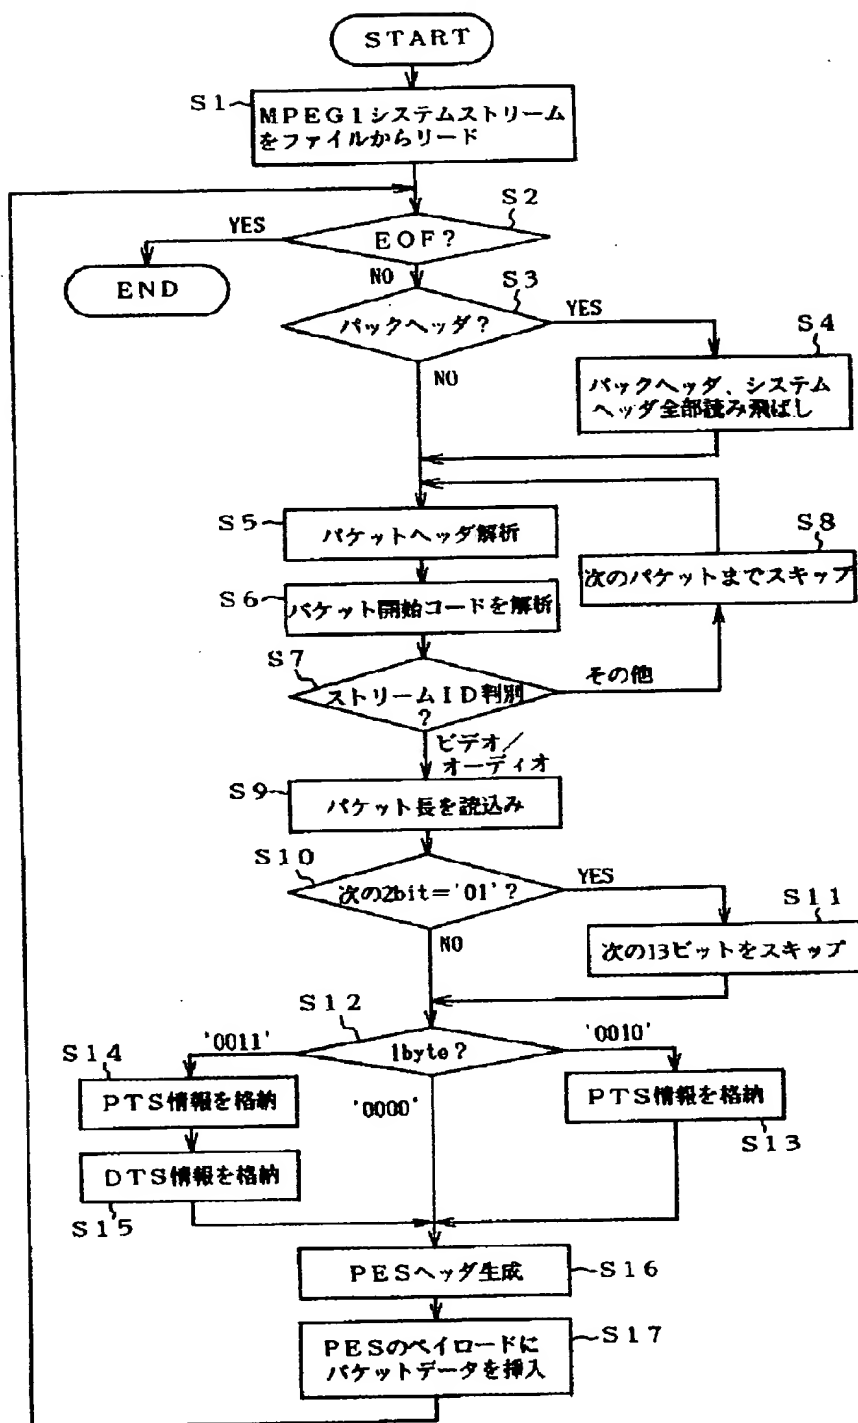 START
S1
MPEG1システムストリーム
をファイルからリード
S2
YES
EOF?
END
NO
S3
パックヘッダ?
YES
S4
NO
パックヘッダ、システム
ヘッダ全部読み飛ばし
S5
パケットヘッダ解析
S8
次のパケットまでスキップ
S6
パケット開始コードを解析
S7
ストリームID判別
?
その他
ビデオ/
オーディオ
S9
パケット長を読込み
S10
次の2bit='01'?
YES
S11
NO
次の13ビットをスキップ
S12
'0011'
1byte?
'0010'
S14
PTS情報を格納
'0000'
PTS情報を格納
S13
DTS情報を格納
S15
PESヘッダ生成
S16
PESのペイロードに
パケットデータを挿入
S17